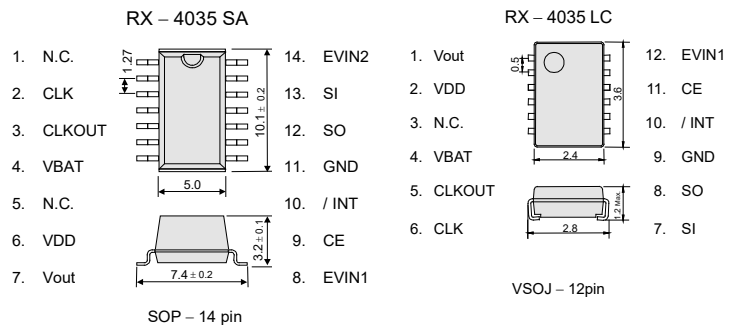 RX – 4035 SA
1. N.C.
2. CLK
3. CLKOUT
4. VBAT
5. N.C.
6. VDD
7. Vout
1.27
10.1 ± 0.2
5.0
3.2 ± 0.1
7.4 ± 0.2
14. EVIN2
13. SI
12. SO
11. GND
10. / INT
9. CE
8. EVIN1
SOP – 14 pin
RX – 4035 LC
1. Vout
2. VDD
3. N.C.
4. VBAT
5. CLKOUT
6. CLK
0.5
3.6
2.4
1.2 Max
2.8
12. EVIN1
11. CE
10. / INT
9. GND
8. SO
7. SI
VSOJ – 12pin